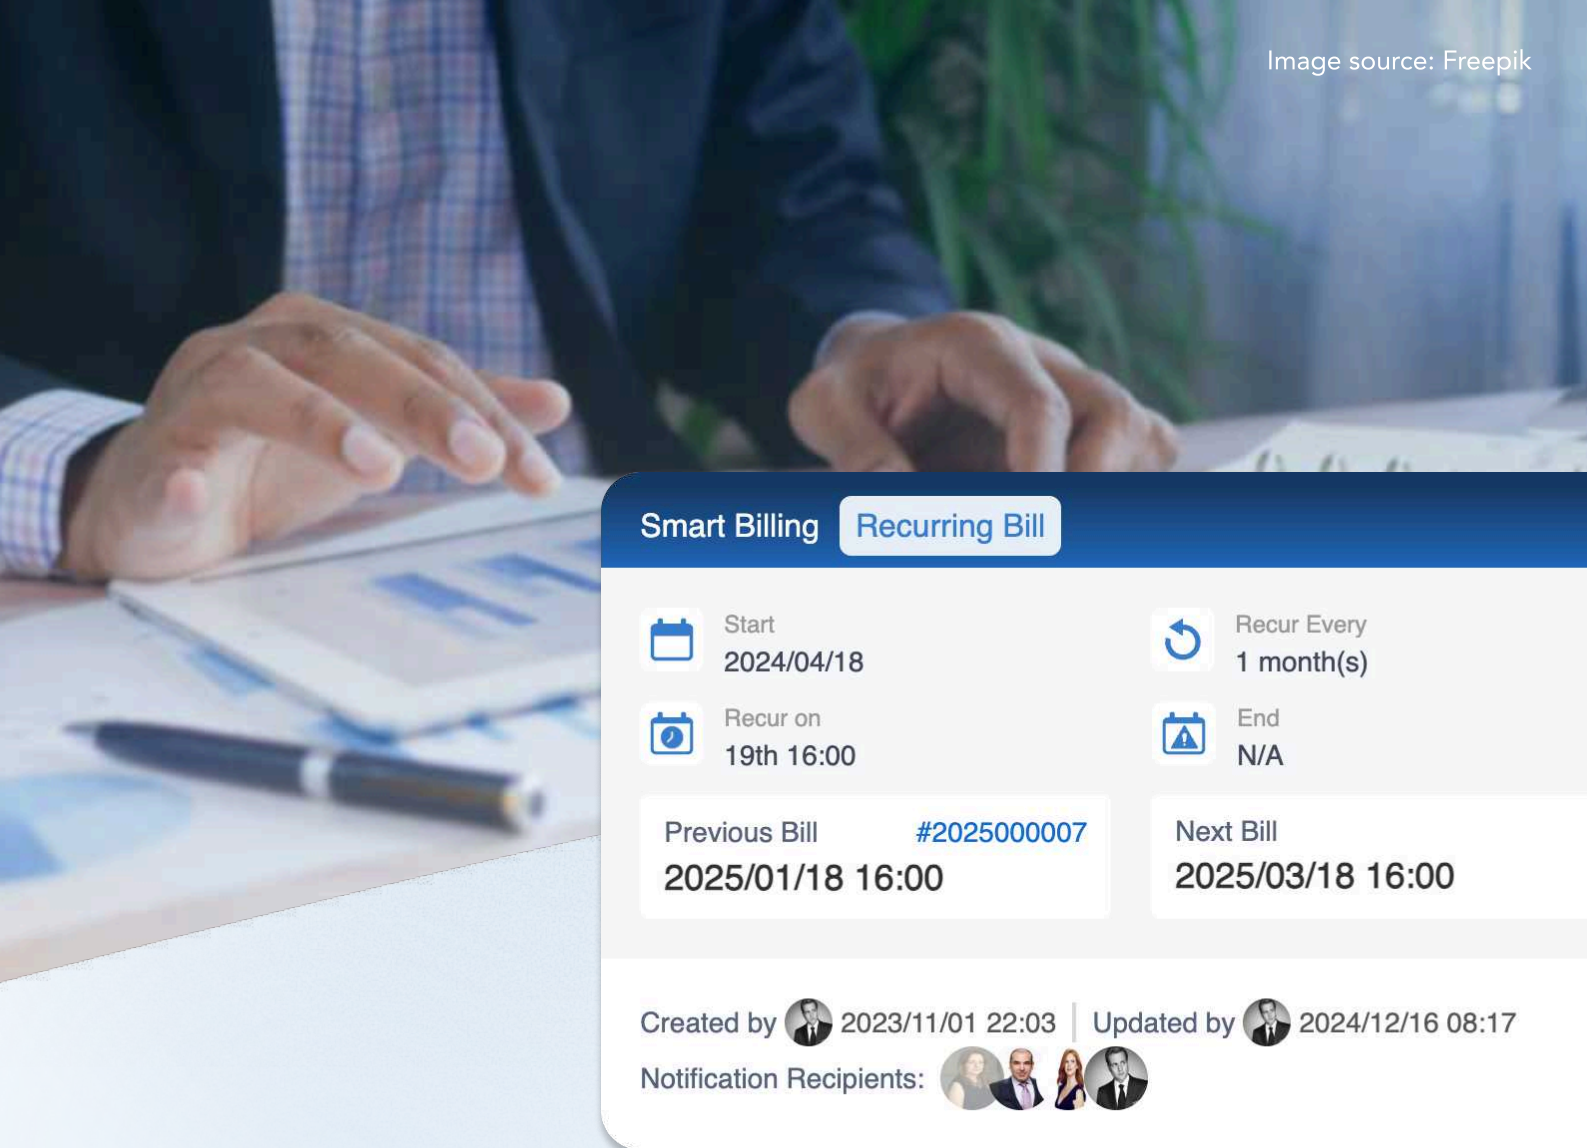 Image source: Freepik
Smart Billing Recurring Bill
Start
2024/04/18
Recur Every
1 month(s)
Recur on
19th 16:00
End
N/A
Previous Bill #2025000007
2025/01/18 16:00
Next Bill
2025/03/18 16:00
Created by 2023/11/01 22:03 | Updated by 2024/12/16 08:17
Notification Recipients: